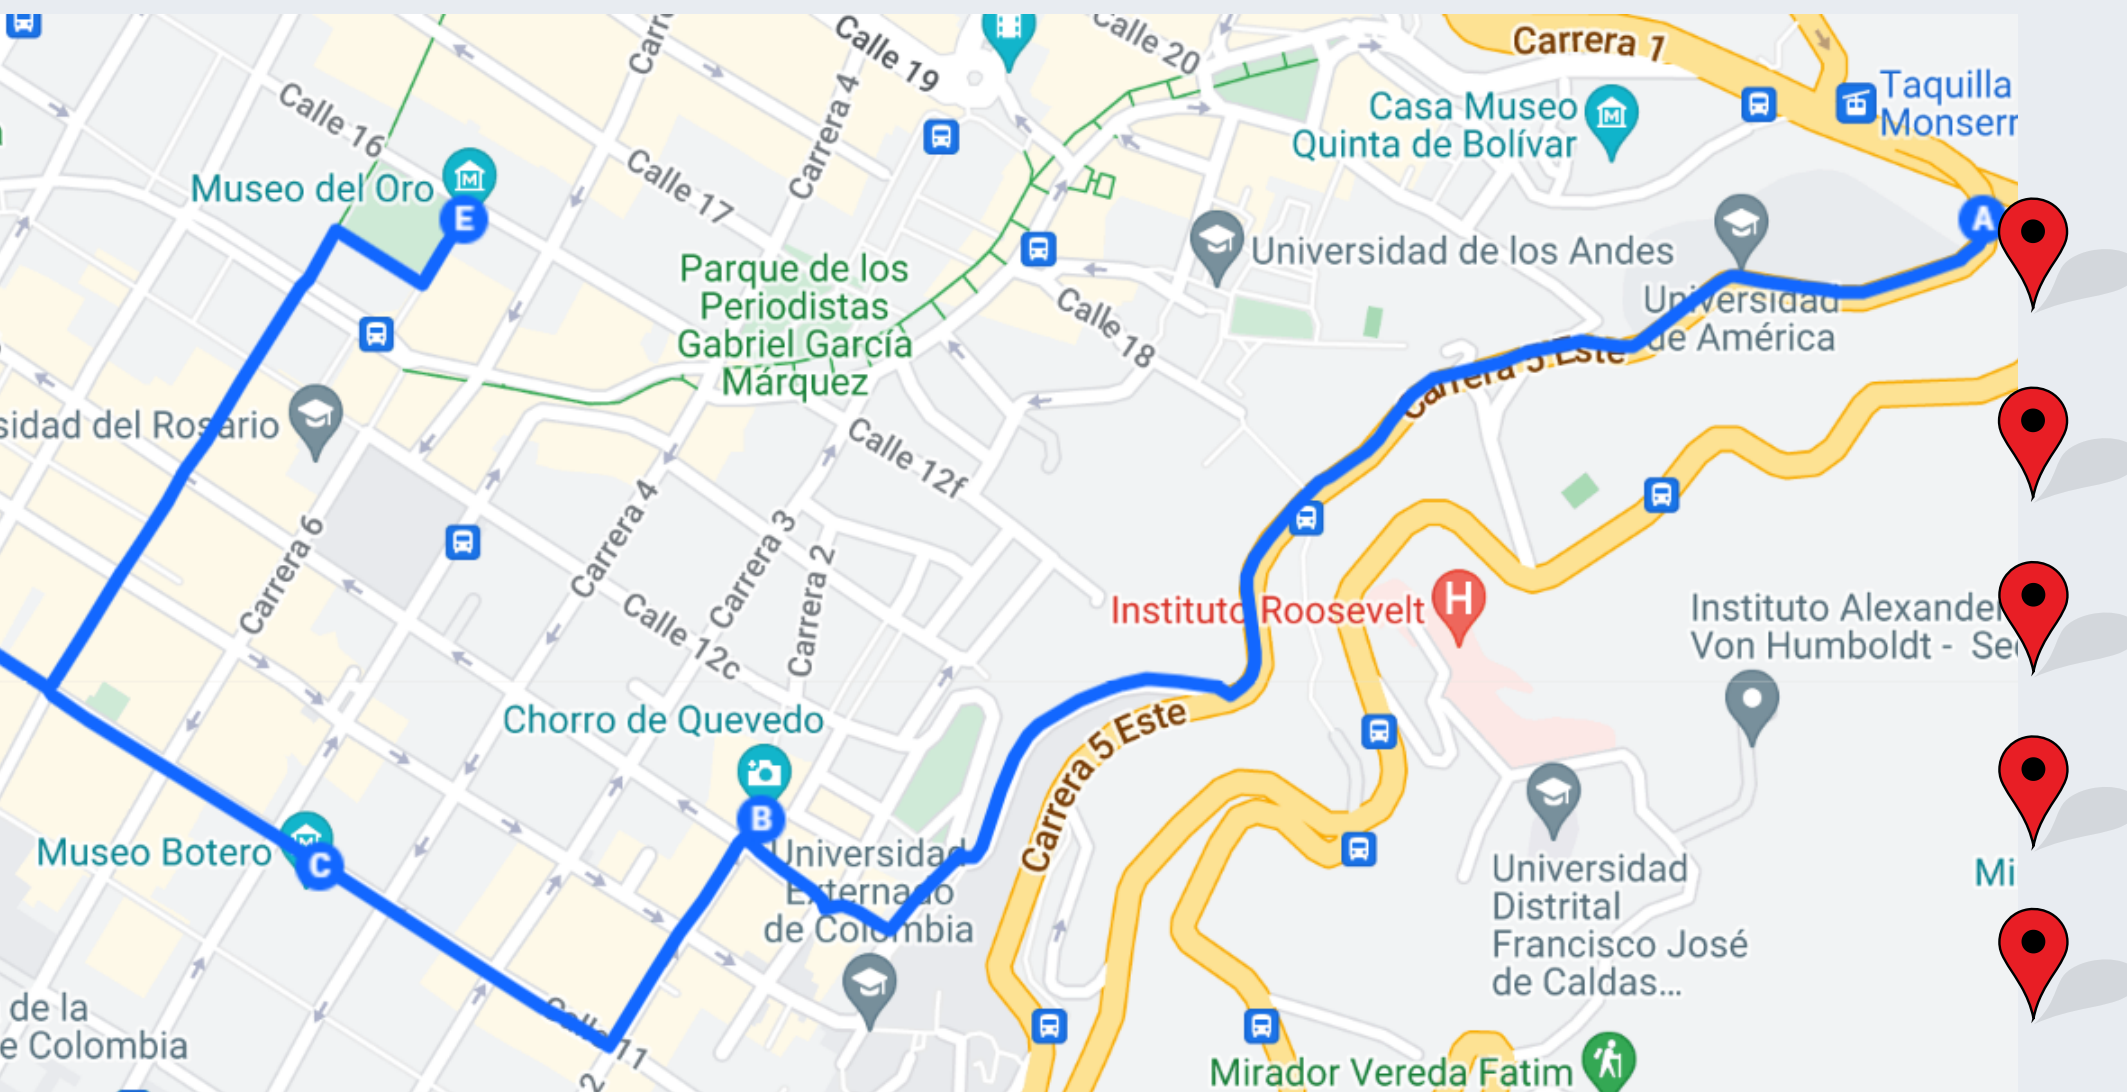 Calle 19
Calle 20
Carrera 1
Carrera 4
Calle 16
Casa Museo
Quinta de Bolívar
Taquilla
Monserr
Museo del Oro
E
Calle 17
A
Universidad de los Andes
Parque de los
Periodistas
Gabriel García
Márquez
Calle 18
Universidad
de América
Carrera 5 Este
sidad del Rosario
Calle 12f
Carrera 4
Carrera 3
Carrera 2
Carrera 6
Calle 12c
Instituto Roosevelt
H
Instituto Alexander
Von Humboldt - Se
Chorro de Quevedo
Carrera 5 Este
B
Museo Botero
C
Universidad
Externado
de Colombia
Universidad
Distrital
Francisco José
de Caldas...
Mi
de la
e Colombia
Calle 11
2
Mirador Vereda Fatim